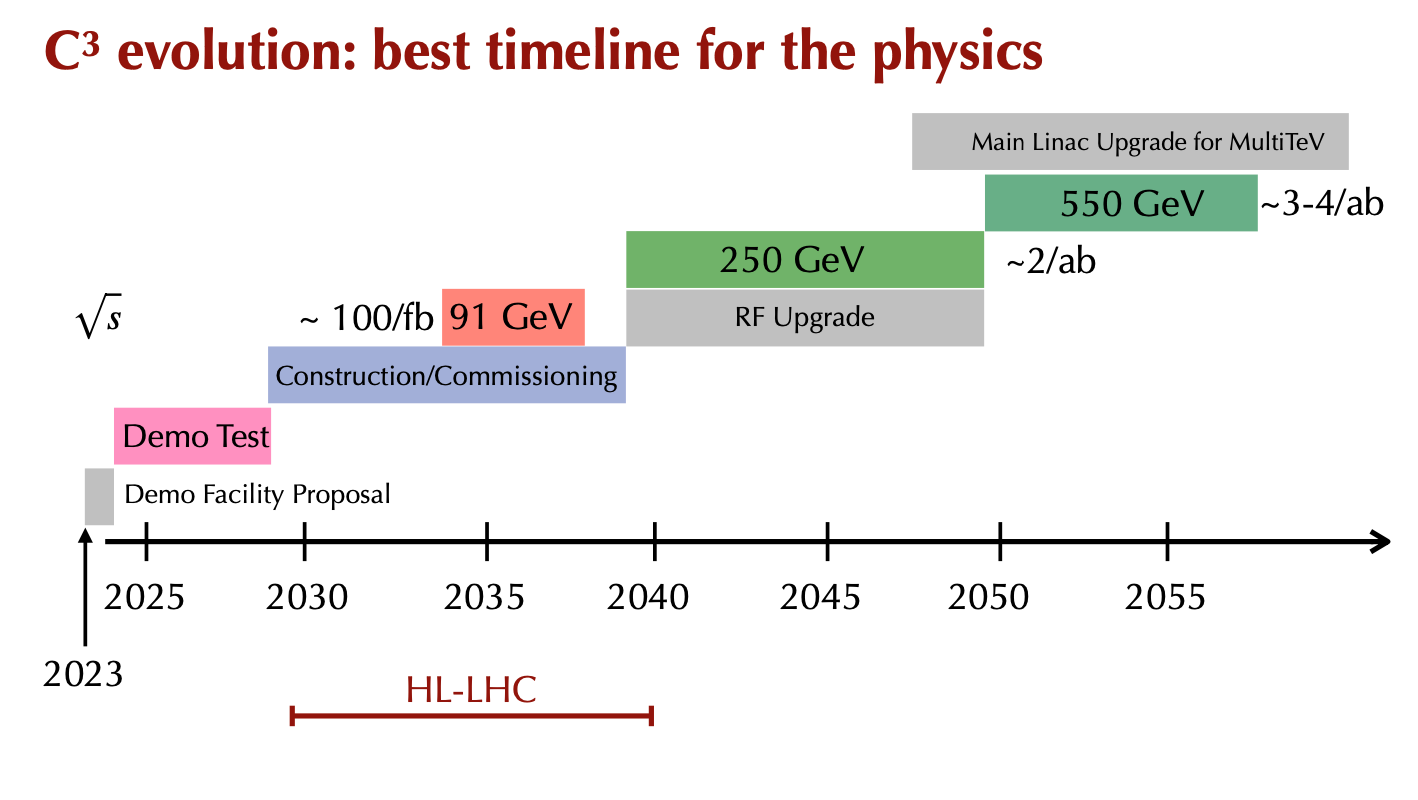 C³ evolution: best timeline for the physics
Main Linac Upgrade for MultiTeV
550 GeV ~3-4/ab
250 GeV ~2/ab
√s ~ 100/fb 91 GeV RF Upgrade
Construction/Commissioning
Demo Test
Demo Facility Proposal
2025 2030 2035 2040 2045 2050 2055
2023
HL-LHC